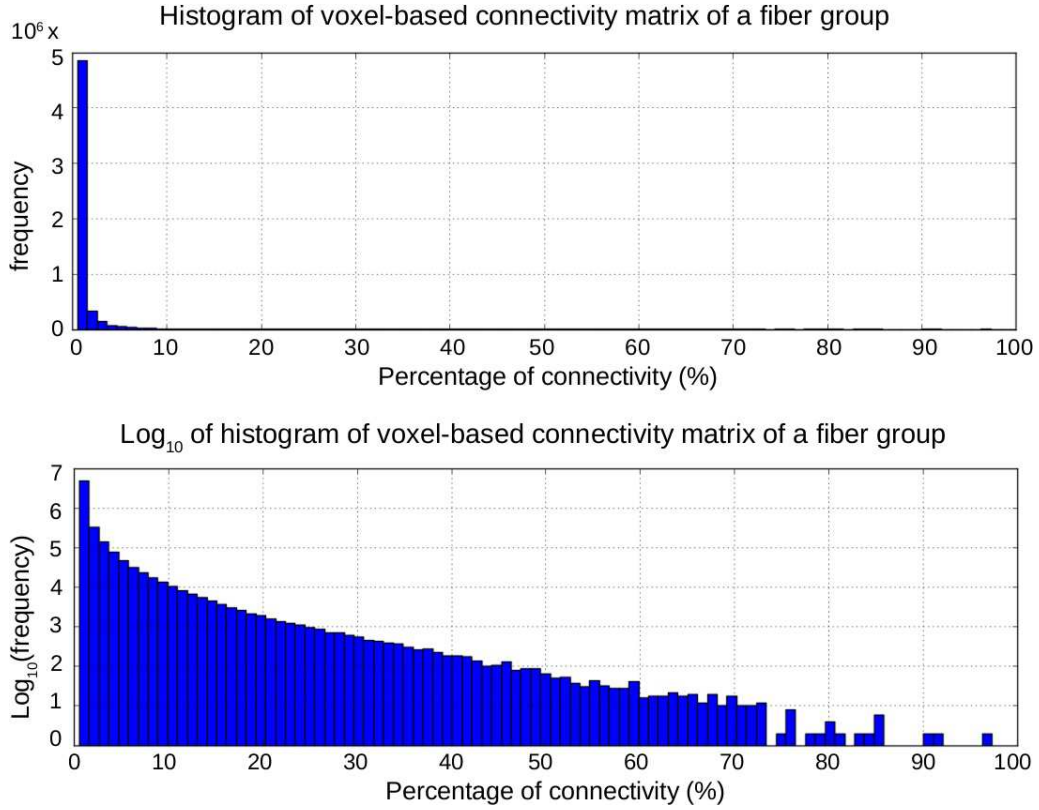 Histogram of voxel-based connectivity matrix of a fiber group
10⁶ x
5
4
3
2
1
0
frequency
0 10 20 30 40 50 60 70 80 90 100
Percentage of connectivity (%)
Log₁₀ of histogram of voxel-based connectivity matrix of a fiber group
7
6
5
4
3
2
1
0
Log₁₀(frequency)
0 10 20 30 40 50 60 70 80 90 100
Percentage of connectivity (%)